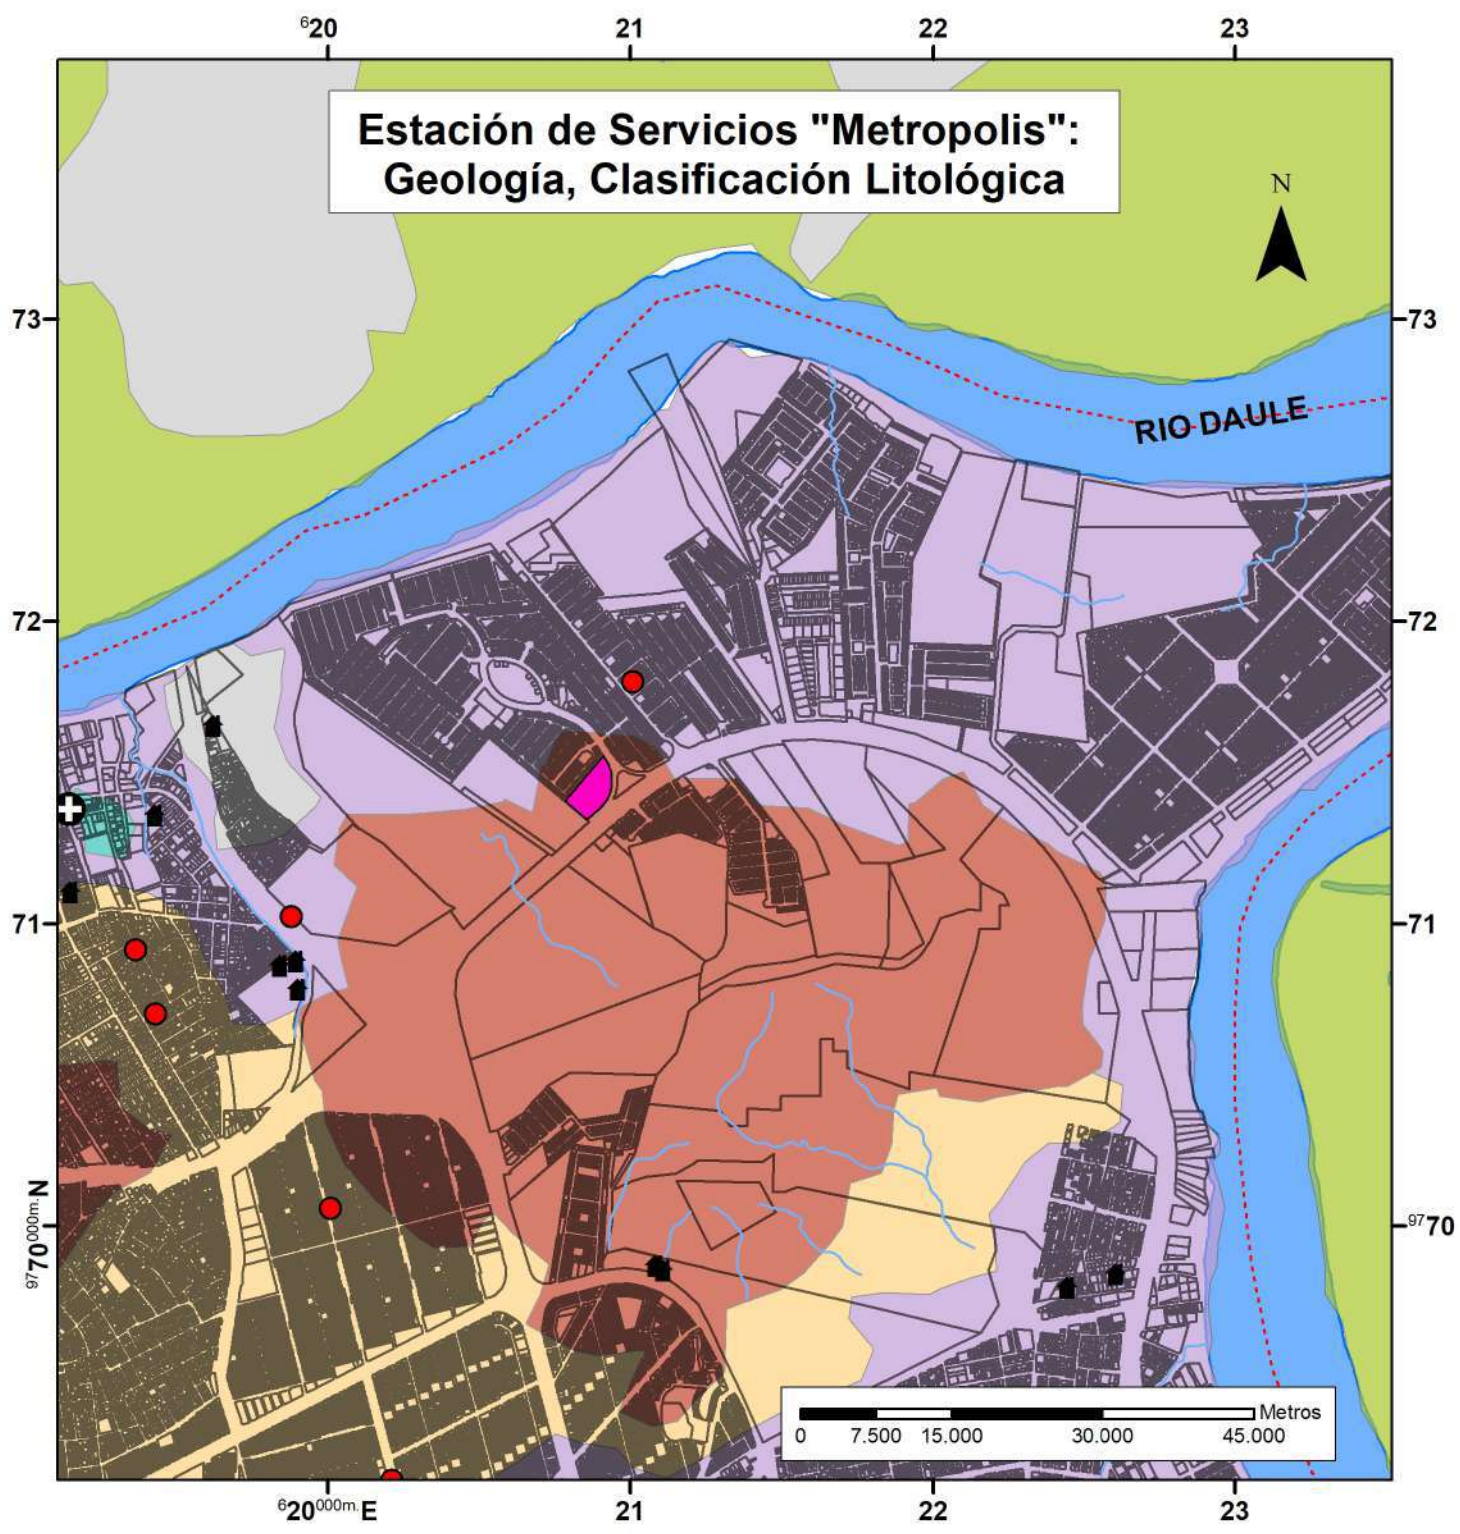 ⁶20 21 22 23
Estación de Servicios "Metropolis":
Geología, Clasificación Litológica
N
73 73
RIO DAULE
72 72
71 71
⁹⁷70⁰⁰⁰ᵐ·N ⁹⁷70
Metros
0 7.500 15.000 30.000 45.000
⁶20⁰⁰⁰ᵐ·E 21 22 23